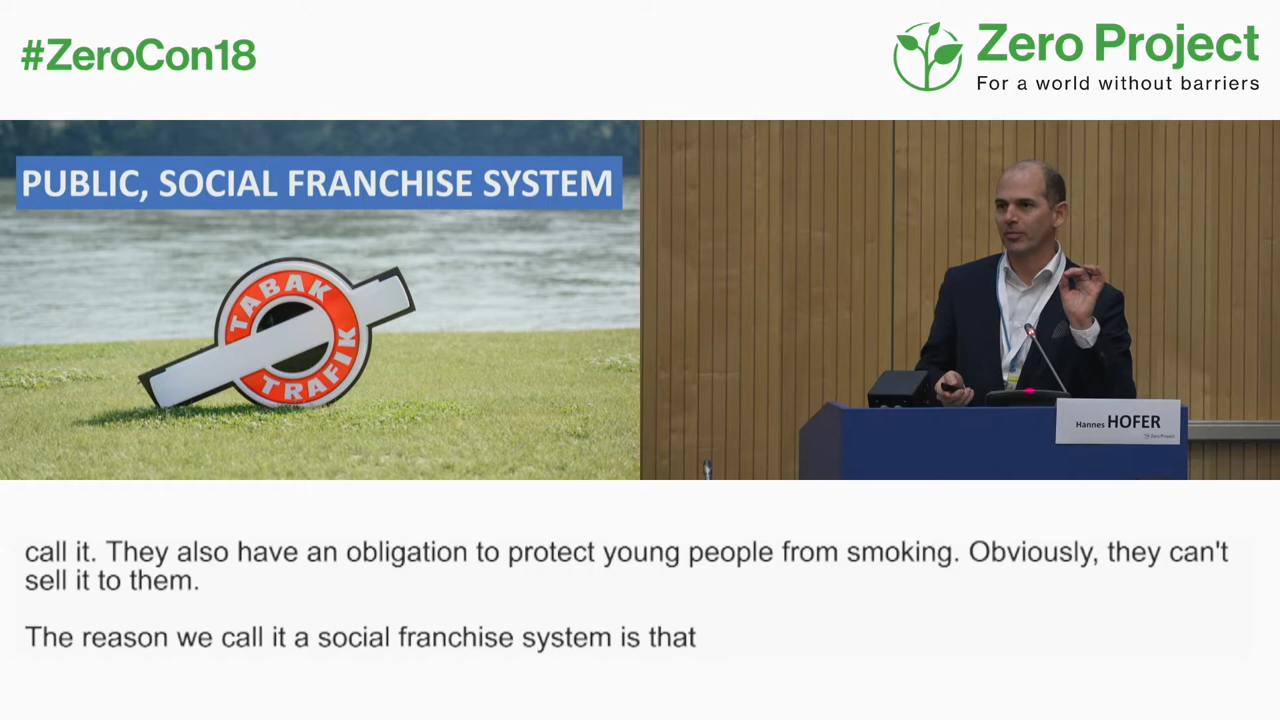 #ZeroCon18
Zero Project
For a world without barriers
PUBLIC, SOCIAL FRANCHISE SYSTEM
TABAK
TRAFIK
Hannes HOFER
Zero Project
call it. They also have an obligation to protect young people from smoking. Obviously, they can't
sell it to them.
The reason we call it a social franchise system is that